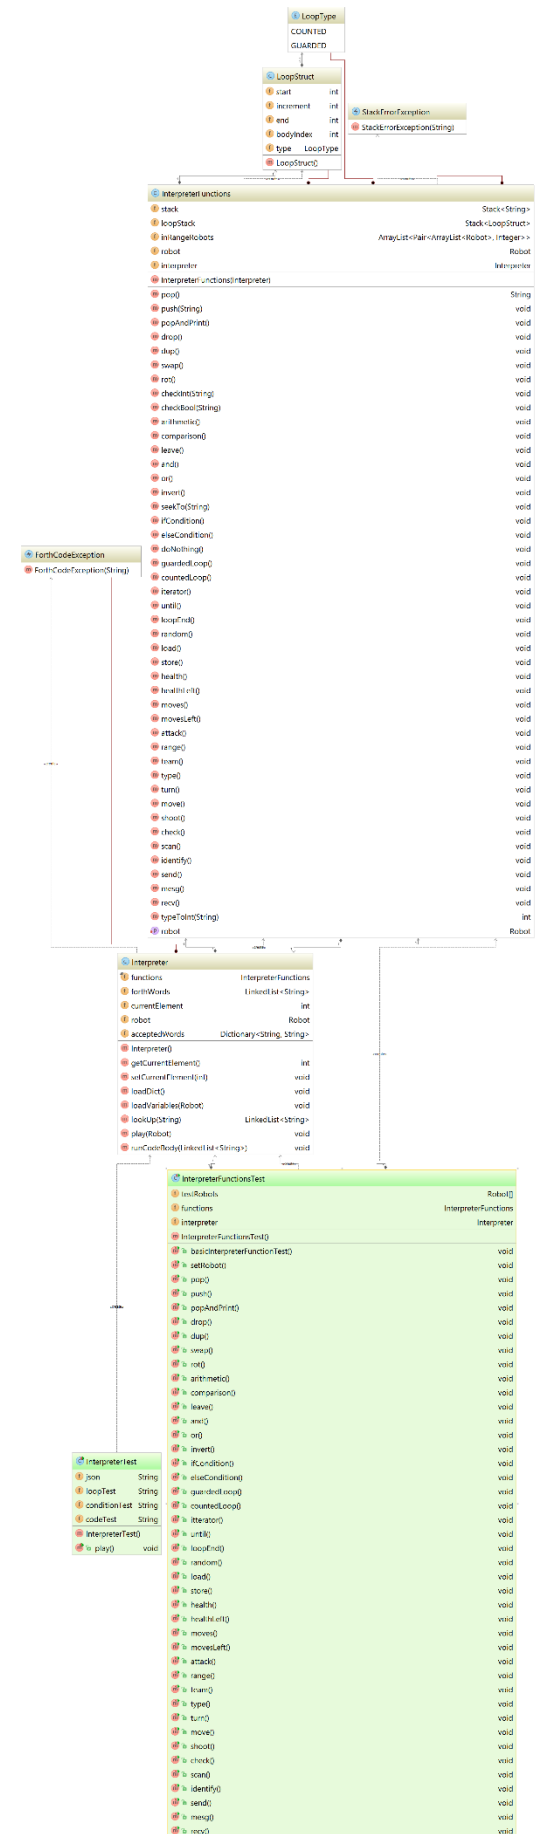 LoopType
COUNTED
GUARDED
LoopStruct
start int
increment int
end int
bodyIndex int
type LoopType
LoopStruct()
StackErrorException
StackErrorException(String)
InterpreterFunctions
stack Stack<String>
loopStack Stack<LoopStruct>
inRangeRobots ArrayList<Pair<ArrayList<Robot>, Integer>>
robot Robot
interpreter Interpreter
InterpreterFunctions(Interpreter)
pop() String
push(String) void
popAndPrint() void
drop() void
dup() void
swap() void
rot() void
checkInt(String) void
checkBool(String) void
arithmetic() void
comparison() void
leave() void
and() void
or() void
invert() void
seekTo(String) void
ifCondition() void
elseCondition() void
doNothing() void
guardedLoop() void
countedLoop() void
iterator() void
until() void
loopEnd() void
random() void
load() void
store() void
health() void
healthLeft() void
moves() void
movesLeft() void
attack() void
range() void
team() void
type() void
turn() void
move() void
shoot() void
check() void
scan() void
identify() void
send() void
mesg() void
recv() void
typeToInt(String) int
robot Robot
ForthCodeException
ForthCodeException(String)
Interpreter
functions InterpreterFunctions
forthWords LinkedList<String>
currentElement int
robot Robot
acceptedWords Dictionary<String, String>
Interpreter()
getCurrentElement() int
setCurrentElement(int) void
loadDict() void
loadVariables(Robot) void
lookUp(String) LinkedList<String>
play(Robot) void
runCodeBody(LinkedList<String>) void
InterpreterFunctionsTest
testRobots Robot[]
functions InterpreterFunctions
interpreter Interpreter
InterpreterFunctionsTest()
basicInterpreterFunctionTest() void
setRobot() void
pop() void
push() void
popAndPrint() void
drop() void
dup() void
swap() void
rot() void
arithmetic() void
comparison() void
leave() void
and() void
or() void
invert() void
ifCondition() void
elseCondition() void
guardedLoop() void
countedLoop() void
itterator() void
until() void
loopEnd() void
random() void
load() void
store() void
health() void
healthLeft() void
moves() void
movesLeft() void
attack() void
range() void
team() void
type() void
turn() void
move() void
shoot() void
check() void
scan() void
identify() void
send() void
mesg() void
recv() void
InterpreterTest
json String
loopTest String
conditionTest String
codeTest String
InterpreterTest()
play() void